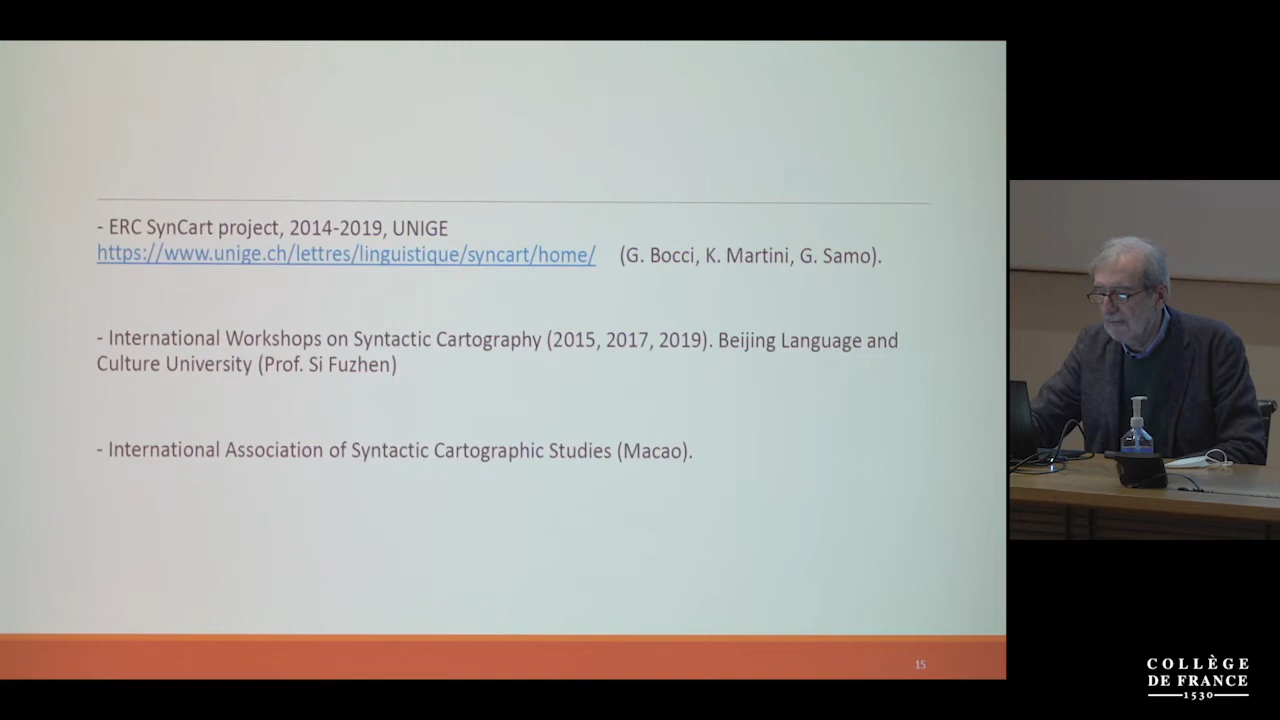 - ERC SynCart project, 2014-2019, UNIGE
https://www.unige.ch/lettres/linguistique/syncart/home/ (G. Bocci, K. Martini, G. Samo).
- International Workshops on Syntactic Cartography (2015, 2017, 2019). Beijing Language and
Culture University (Prof. Si Fuzhen)
- International Association of Syntactic Cartographic Studies (Macao).
15
COLLÈGE
DE FRANCE
1530